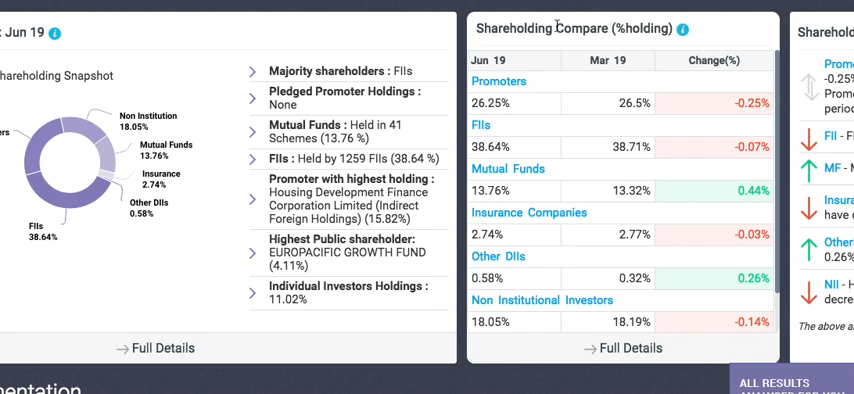 : Jun 19
Shareholding Snapshot
Non Institution
18.05%
Mutual Funds
13.76%
Insurance
2.74%
Other DIIs
0.58%
FIIs
38.64%
Majority shareholders : FIIs
Pledged Promoter Holdings :
None
Mutual Funds : Held in 41
Schemes (13.76 %)
FIIs : Held by 1259 FIIs (38.64 %)
Promoter with highest holding :
Housing Development Finance
Corporation Limited (Indirect
Foreign Holdings) (15.82%)
Highest Public shareholder:
EUROPACIFIC GROWTH FUND
(4.11%)
Individual Investors Holdings :
11.02%
Full Details
Shareholding Compare (%holding)
Jun 19 Mar 19 Change(%)
Promoters
26.25% 26.5% -0.25%
FIIs
38.64% 38.71% -0.07%
Mutual Funds
13.76% 13.32% 0.44%
Insurance Companies
2.74% 2.77% -0.03%
Other DIIs
0.58% 0.32% 0.26%
Non Institutional Investors
18.05% 18.19% -0.14%
Full Details
Sharehold
Promo
-0.25%
Promo
period
FII - F
MF - M
Insura
have d
Other
0.26%
NII - H
decre
The above a
mentation
ALL RESULTS
ANALYSED FOR YOU